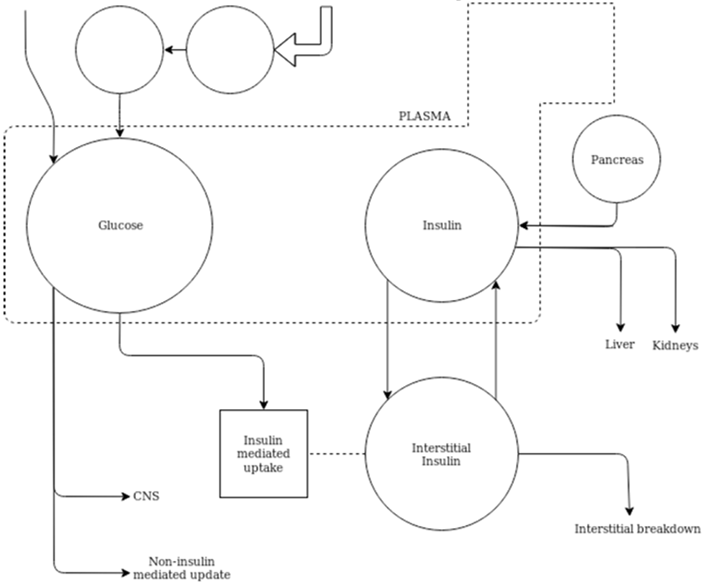 PLASMA
Pancreas
Glucose
Insulin
Liver
Kidneys
Insulin
mediated
uptake
Interstitial
Insulin
CNS
Interstitial breakdown
Non-insulin
mediated update